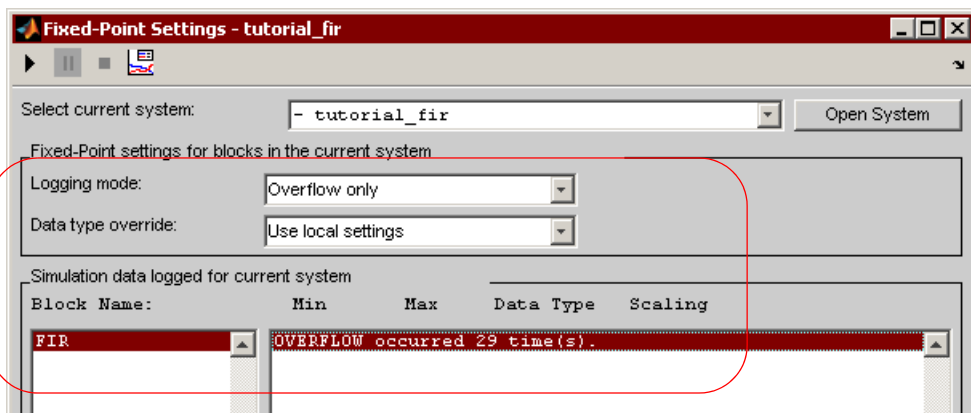 Fixed-Point Settings - tutorial_fir
Select current system: - tutorial_fir Open System
Fixed-Point settings for blocks in the current system
Logging mode: Overflow only
Data type override: Use local settings
Simulation data logged for current system
Block Name: Min Max Data Type Scaling
FIR OVERFLOW occurred 29 time(s).